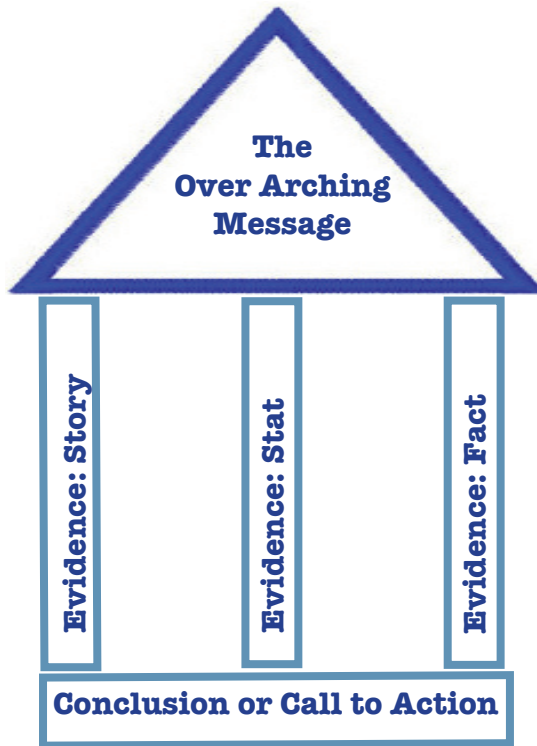 The
Over Arching
Message
Evidence: Story
Evidence: Stat
Evidence: Fact
Conclusion or Call to Action